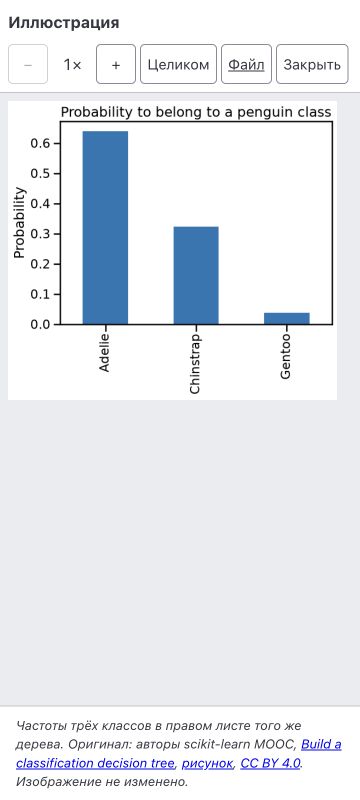 Иллюстрация
− 1× + Целиком Файл Закрыть
Probability to belong to a penguin class
Probability
0.6
0.5
0.4
0.3
0.2
0.1
0.0
Adelie
Chinstrap
Gentoo
Частоты трёх классов в правом листе того же
дерева. Оригинал: авторы scikit-learn MOOC, Build a
classification decision tree, рисунок, CC BY 4.0.
Изображение не изменено.